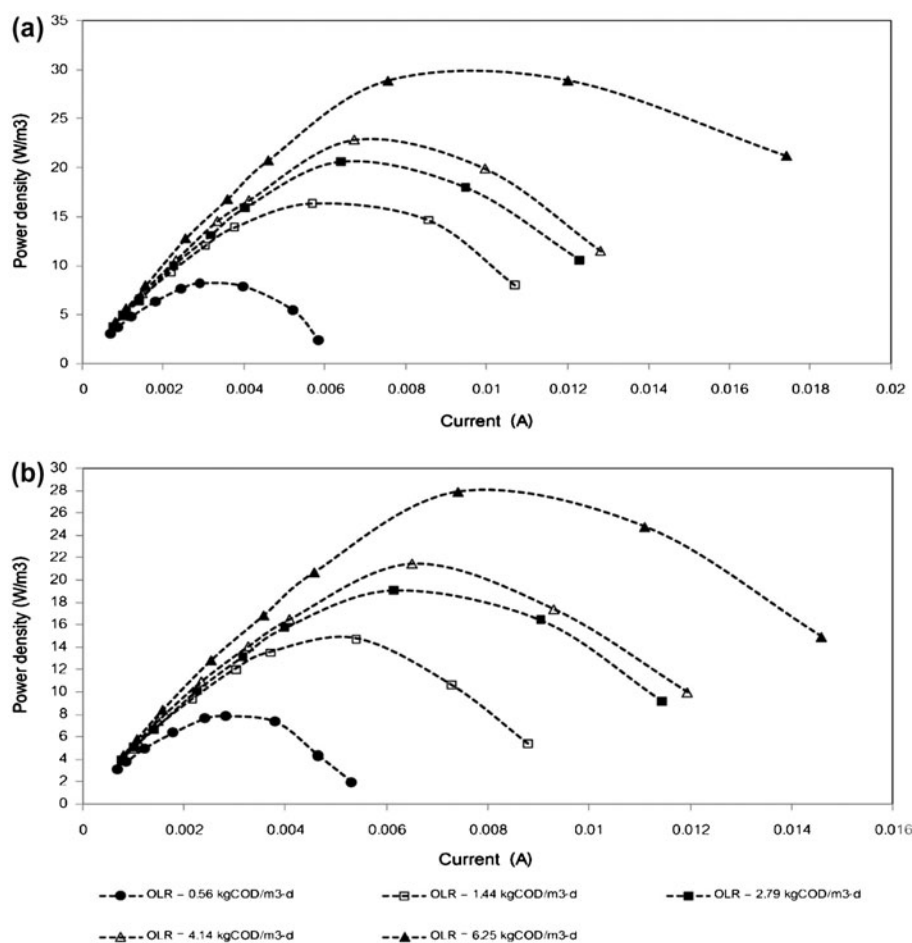 (a)
35
30
25
20
15
10
5
0
Power density (W/m3)
0 0.002 0.004 0.006 0.008 0.01 0.012 0.014 0.016 0.018 0.02
Current (A)
(b)
30
28
26
24
22
20
18
16
14
12
10
8
6
4
2
0
Power density (W/m3)
0 0.002 0.004 0.006 0.008 0.01 0.012 0.014 0.016
Current (A)
OLR - 0.56 kgCOD/m3-d OLR - 1.44 kgCOD/m3-d OLR - 2.79 kgCOD/m3-d
OLR - 4.14 kgCOD/m3-d OLR - 6.25 kgCOD/m3-d